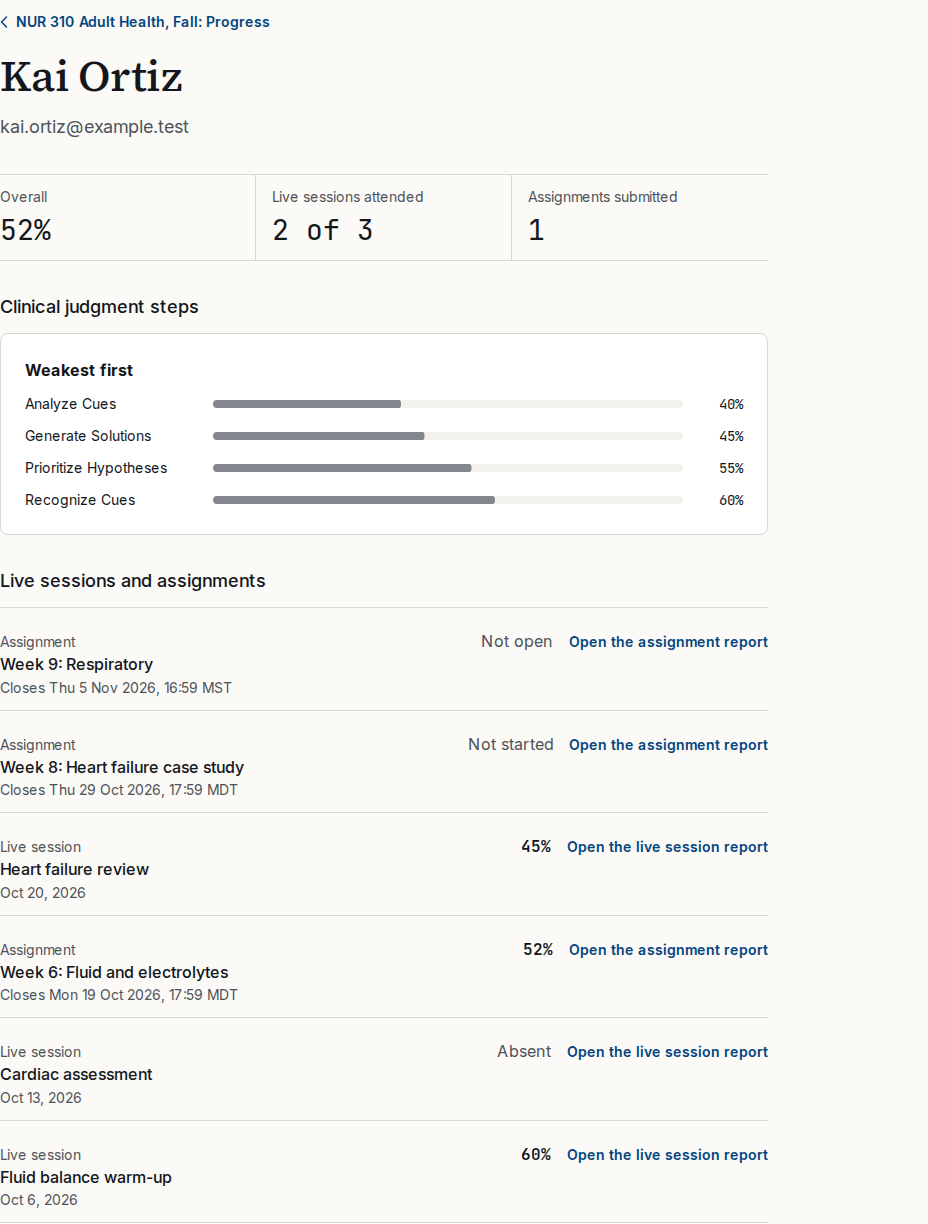 NUR 310 Adult Health, Fall: Progress
Kai Ortiz
kai.ortiz@example.test
Overall
52%
Live sessions attended
2 of 3
Assignments submitted
1
Clinical judgment steps
Weakest first
Analyze Cues 40%
Generate Solutions 45%
Prioritize Hypotheses 55%
Recognize Cues 60%
Live sessions and assignments
Assignment Not open Open the assignment report
Week 9: Respiratory
Closes Thu 5 Nov 2026, 16:59 MST
Assignment Not started Open the assignment report
Week 8: Heart failure case study
Closes Thu 29 Oct 2026, 17:59 MDT
Live session 45% Open the live session report
Heart failure review
Oct 20, 2026
Assignment 52% Open the assignment report
Week 6: Fluid and electrolytes
Closes Mon 19 Oct 2026, 17:59 MDT
Live session Absent Open the live session report
Cardiac assessment
Oct 13, 2026
Live session 60% Open the live session report
Fluid balance warm-up
Oct 6, 2026